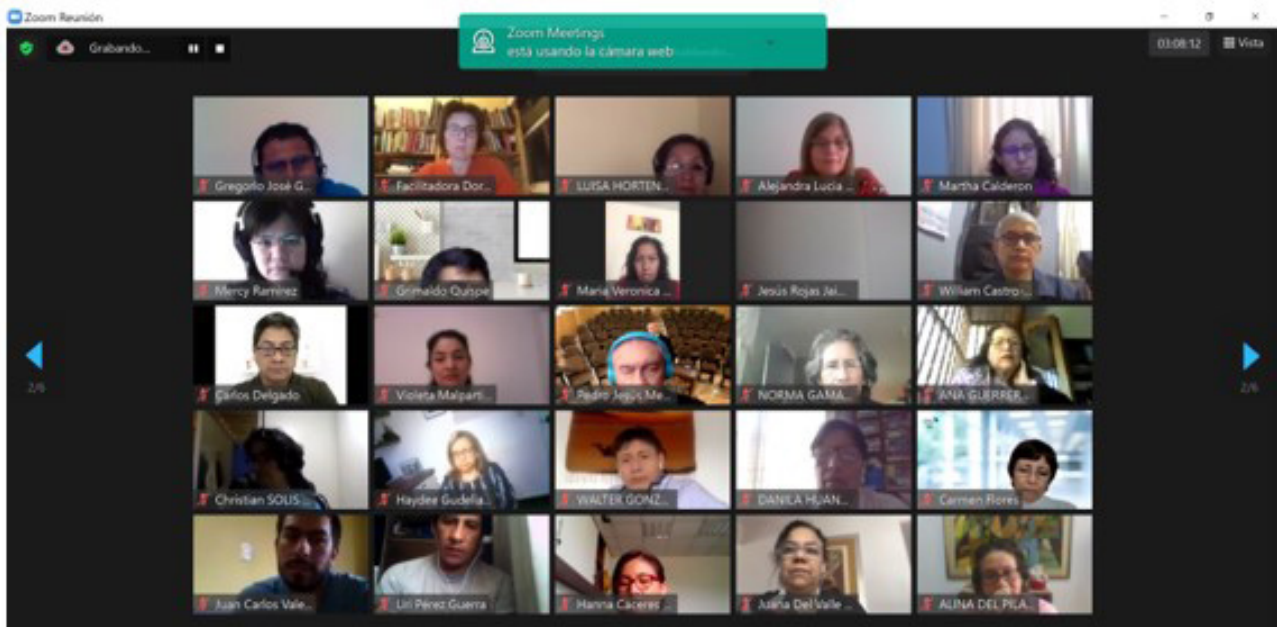 Zoom Reunión
Grabando...
Zoom Meetings
está usando la cámara web
03:08:12
Vista
Gregorio José G...
Facilitadora Dor...
LUISA HORTEN...
Alejandra Lucia ...
Martha Calderon
Mercy Ramirez
Grimaldo Quispe
Maria Veronica ...
Jesús Rojas Jai...
William Castro ...
Carlos Delgado
Violeta Malparti...
Pedro Jesús Me...
NORMA GAMA...
ANA GUERRER...
2/6
2/6
Christian SOLIS
Haydee Gudelia...
WALTER GONZ...
DANILA HUAN...
Carmen Flores
Juan Carlos Vale...
Uri Pérez Guerra
Hanna Cáceres
Juana Del Valle ...
ALINA DEL PILA...